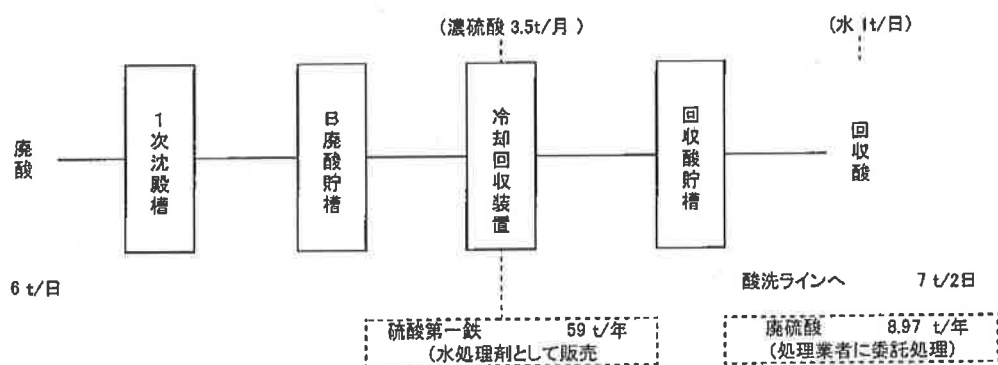 (濃硫酸 3.5t/月 )
(水 1t/日)
廃酸
1次沈殿槽
B廃酸貯槽
冷却回収装置
回収酸貯槽
回収酸
6 t/日
酸洗ラインへ 7 t/2日
硫酸第一鉄 59 t/年
(水処理剤として販売
廃硫酸 8.97 t/年
(処理業者に委託処理)